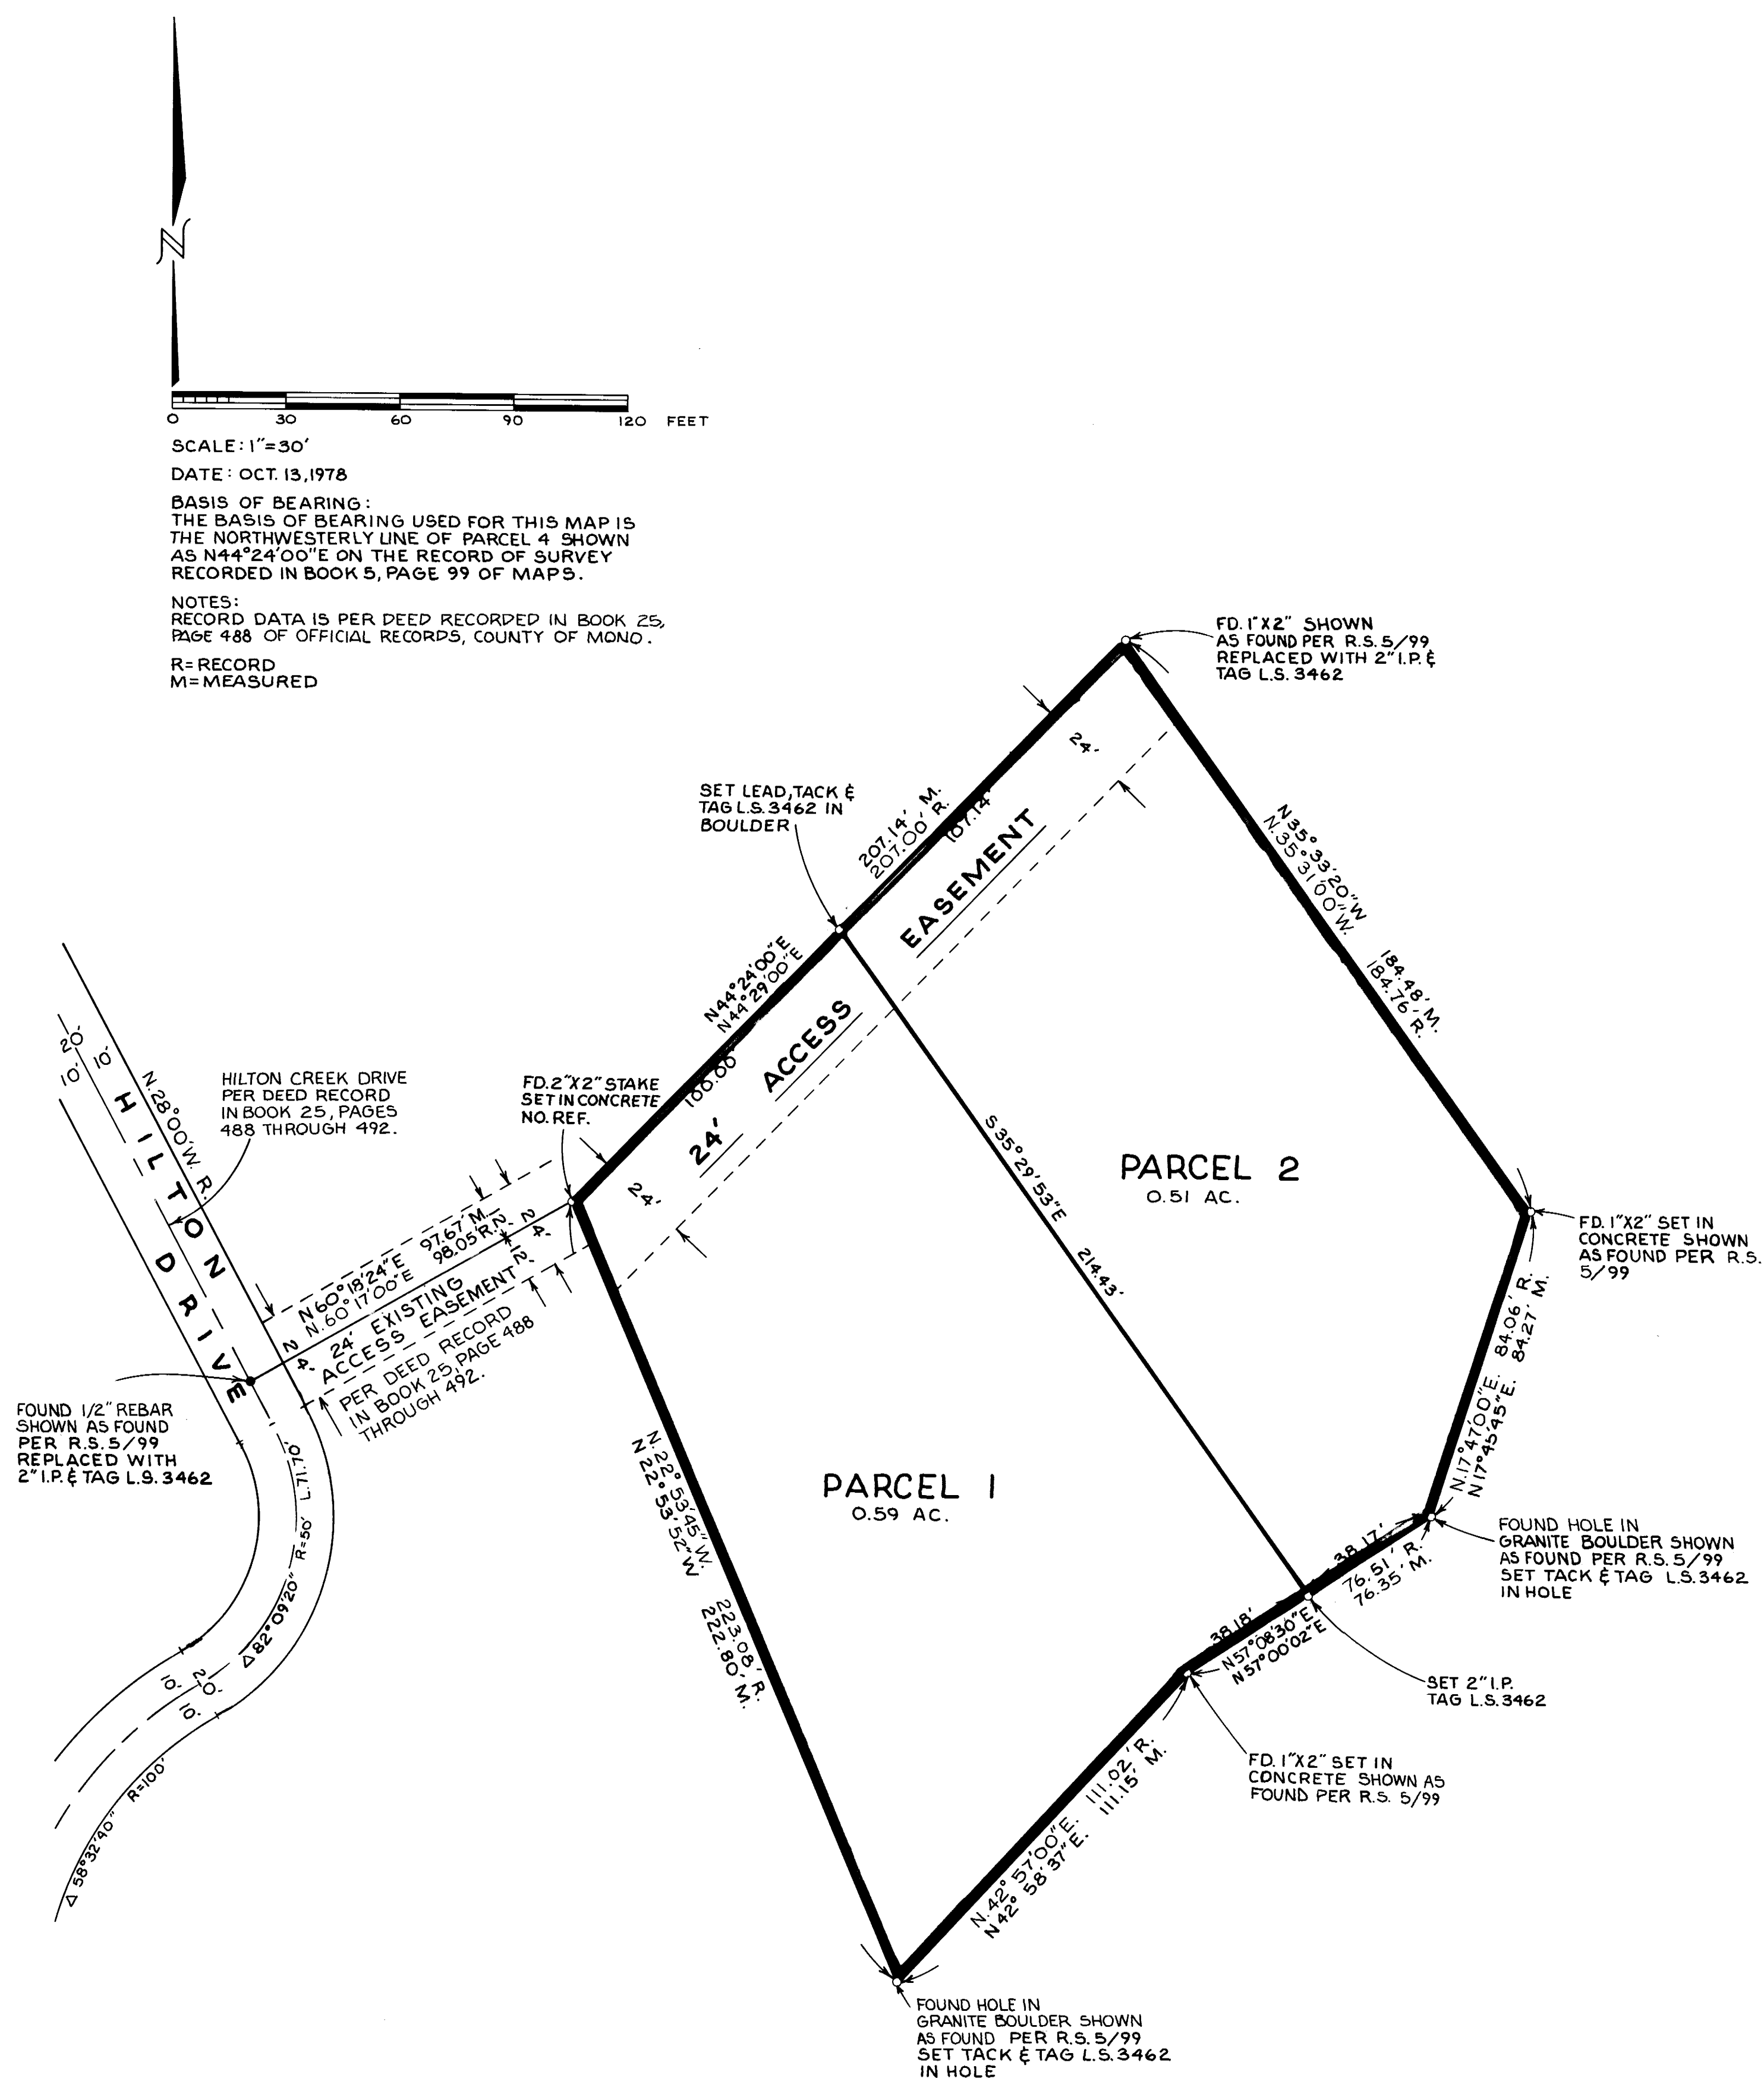 N
0 30 60 90 120 FEET
SCALE: 1"=30'
DATE: OCT. 13, 1978
BASIS OF BEARING:
THE BASIS OF BEARING USED FOR THIS MAP IS
THE NORTHWESTERLY LINE OF PARCEL 4 SHOWN
AS N44°24'00"E ON THE RECORD OF SURVEY
RECORDED IN BOOK 5, PAGE 99 OF MAPS.
NOTES:
RECORD DATA IS PER DEED RECORDED IN BOOK 25,
PAGE 488 OF OFFICIAL RECORDS, COUNTY OF MONO.
R=RECORD
M=MEASURED
FD. 1"X2" SHOWN
AS FOUND PER R.S. 5/99
REPLACED WITH 2" I.P. &
TAG L.S. 3462
24'
SET LEAD, TACK &
TAG L.S. 3462 IN
BOULDER
207.14' M.
207.00' R.
107.14'
EASEMENT
N35°33'20"W
N.35°31'00"W.
184.48' M.
184.76' R.
N44°24'00"E
N44°29'00"E
100.00'
ACCESS
24'
24'
FD. 2"X2" STAKE
SET IN CONCRETE
NO. REF.
20'
10'
10'
N.28°00'W. R.
HILTON
DRIVE
HILTON CREEK DRIVE
PER DEED RECORD
IN BOOK 25, PAGES
488 THROUGH 492.
S35°29'53"E
214.43'
PARCEL 2
0.51 AC.
FD. 1"X2" SET IN
CONCRETE SHOWN
AS FOUND PER R.S.
5/99
N60°18'24"E 97.67' M.
N.60°17'00"E 98.05' R.
12'
12'
24'
24'
24' EXISTING
ACCESS EASEMENT
PER DEED RECORD
IN BOOK 25, PAGE 488
THROUGH 492.
FOUND 1/2" REBAR
SHOWN AS FOUND
PER R.S. 5/99
REPLACED WITH
2" I.P. & TAG L.S. 3462
N.17°47'00"E. 84.06' R.
N17°45'45"E. 84.27' M.
L.71.70'
R=50'
Δ82°09'20"
N.22°53'45"W. 223.08' R.
N22°53'52"W 222.80' M.
PARCEL 1
0.59 AC.
38.17'
76.51' R.
76.35' M.
FOUND HOLE IN
GRANITE BOULDER SHOWN
AS FOUND PER R.S. 5/99
SET TACK & TAG L.S. 3462
IN HOLE
38.18'
N57°08'30"E
N57°00'02"E
SET 2" I.P.
TAG L.S. 3462
10'
20'
10'
R=100'
Δ 58°32'40"
FD. 1"X2" SET IN
CONCRETE SHOWN AS
FOUND PER R.S. 5/99
N.42°57'00"E. 111.02' R.
N42°58'37"E. 111.15' M.
FOUND HOLE IN
GRANITE BOULDER SHOWN
AS FOUND PER R.S. 5/99
SET TACK & TAG L.S. 3462
IN HOLE